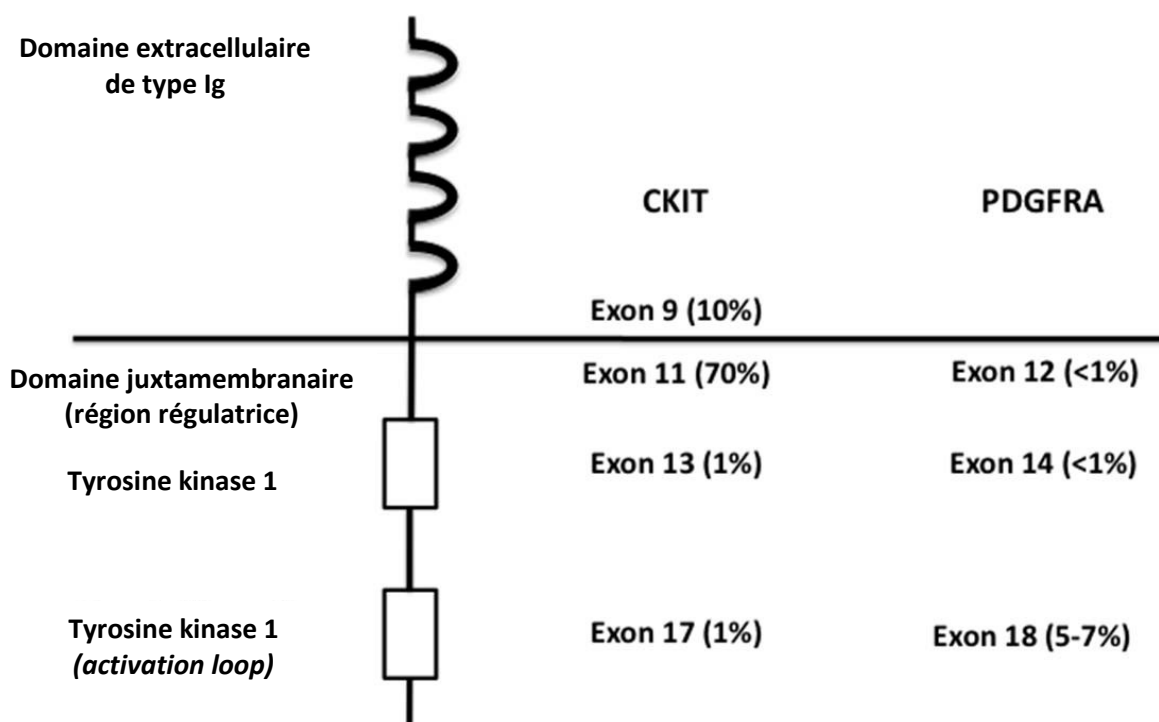 Domaine extracellulaire
de type Ig
CKIT PDGFRA
Exon 9 (10%)
Domaine juxtamembranaire
(région régulatrice)
Exon 11 (70%) Exon 12 (<1%)
Tyrosine kinase 1 Exon 13 (1%) Exon 14 (<1%)
Tyrosine kinase 1
(activation loop)
Exon 17 (1%) Exon 18 (5-7%)